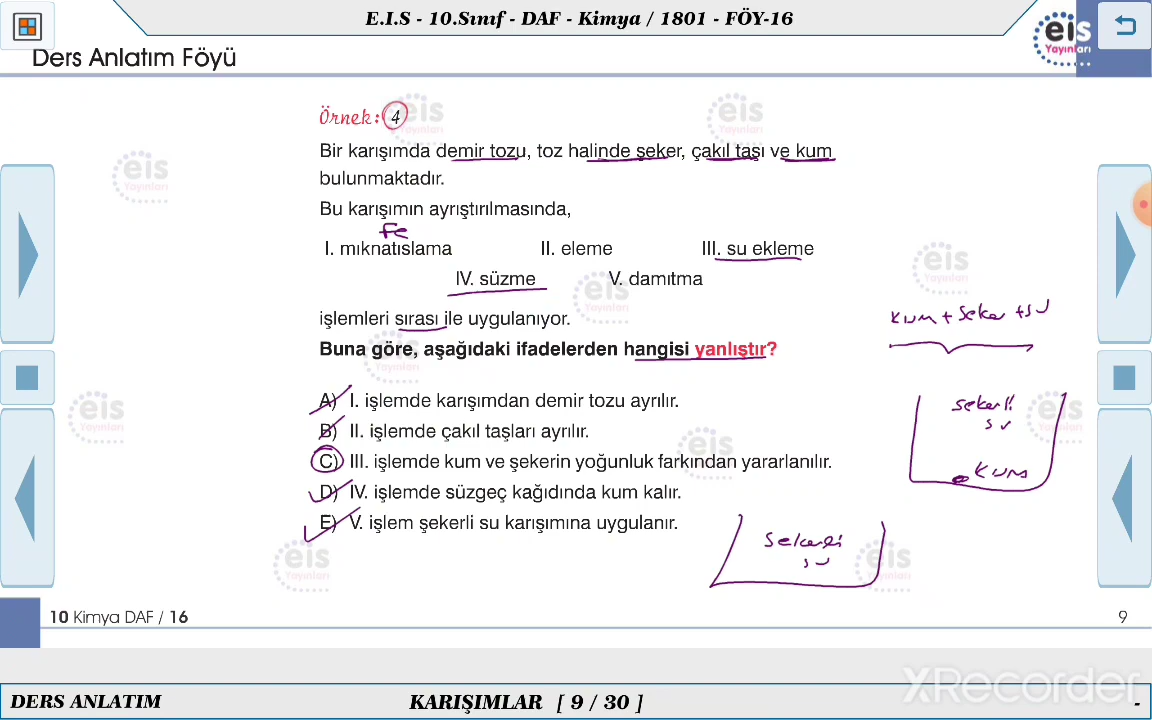 E.I.S - 10.Sınıf - DAF - Kimya / 1801 - FÖY-16
Ders Anlatım Föyü
eis
Yayınları
Örnek: 4
Bir karışımda demir tozu, toz halinde şeker, çakıl taşı ve kum
bulunmaktadır.
Bu karışımın ayrıştırılmasında,
Fe
I. mıknatıslama II. eleme III. su ekleme
IV. süzme V. damıtma
işlemleri sırası ile uygulanıyor.
kum + şeker + su
Buna göre, aşağıdaki ifadelerden hangisi yanlıştır?
A) I. işlemde karışımdan demir tozu ayrılır.
B) II. işlemde çakıl taşları ayrılır.
C) III. işlemde kum ve şekerin yoğunluk farkından yararlanılır.
D) IV. işlemde süzgeç kağıdında kum kalır.
E) V. işlem şekerli su karışımına uygulanır.
şekerli
su
kum
şekerli
su
10 Kimya DAF / 16
9
XRecorder
DERS ANLATIM
KARIŞIMLAR [ 9 / 30 ]
-